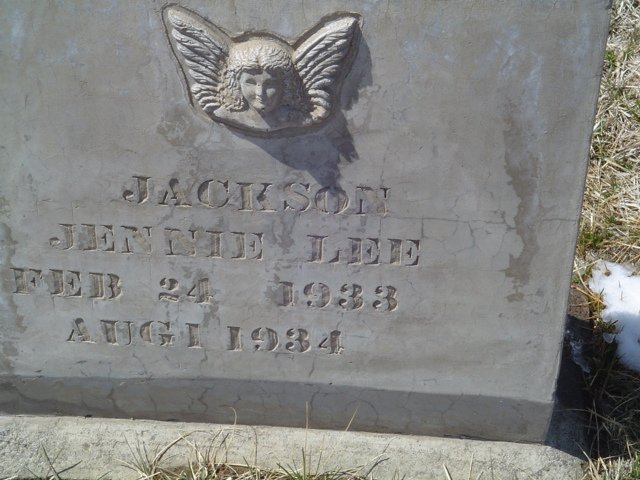 JACKSON
JENNIE LEE
FEB 24 1933
AUG 1 1934